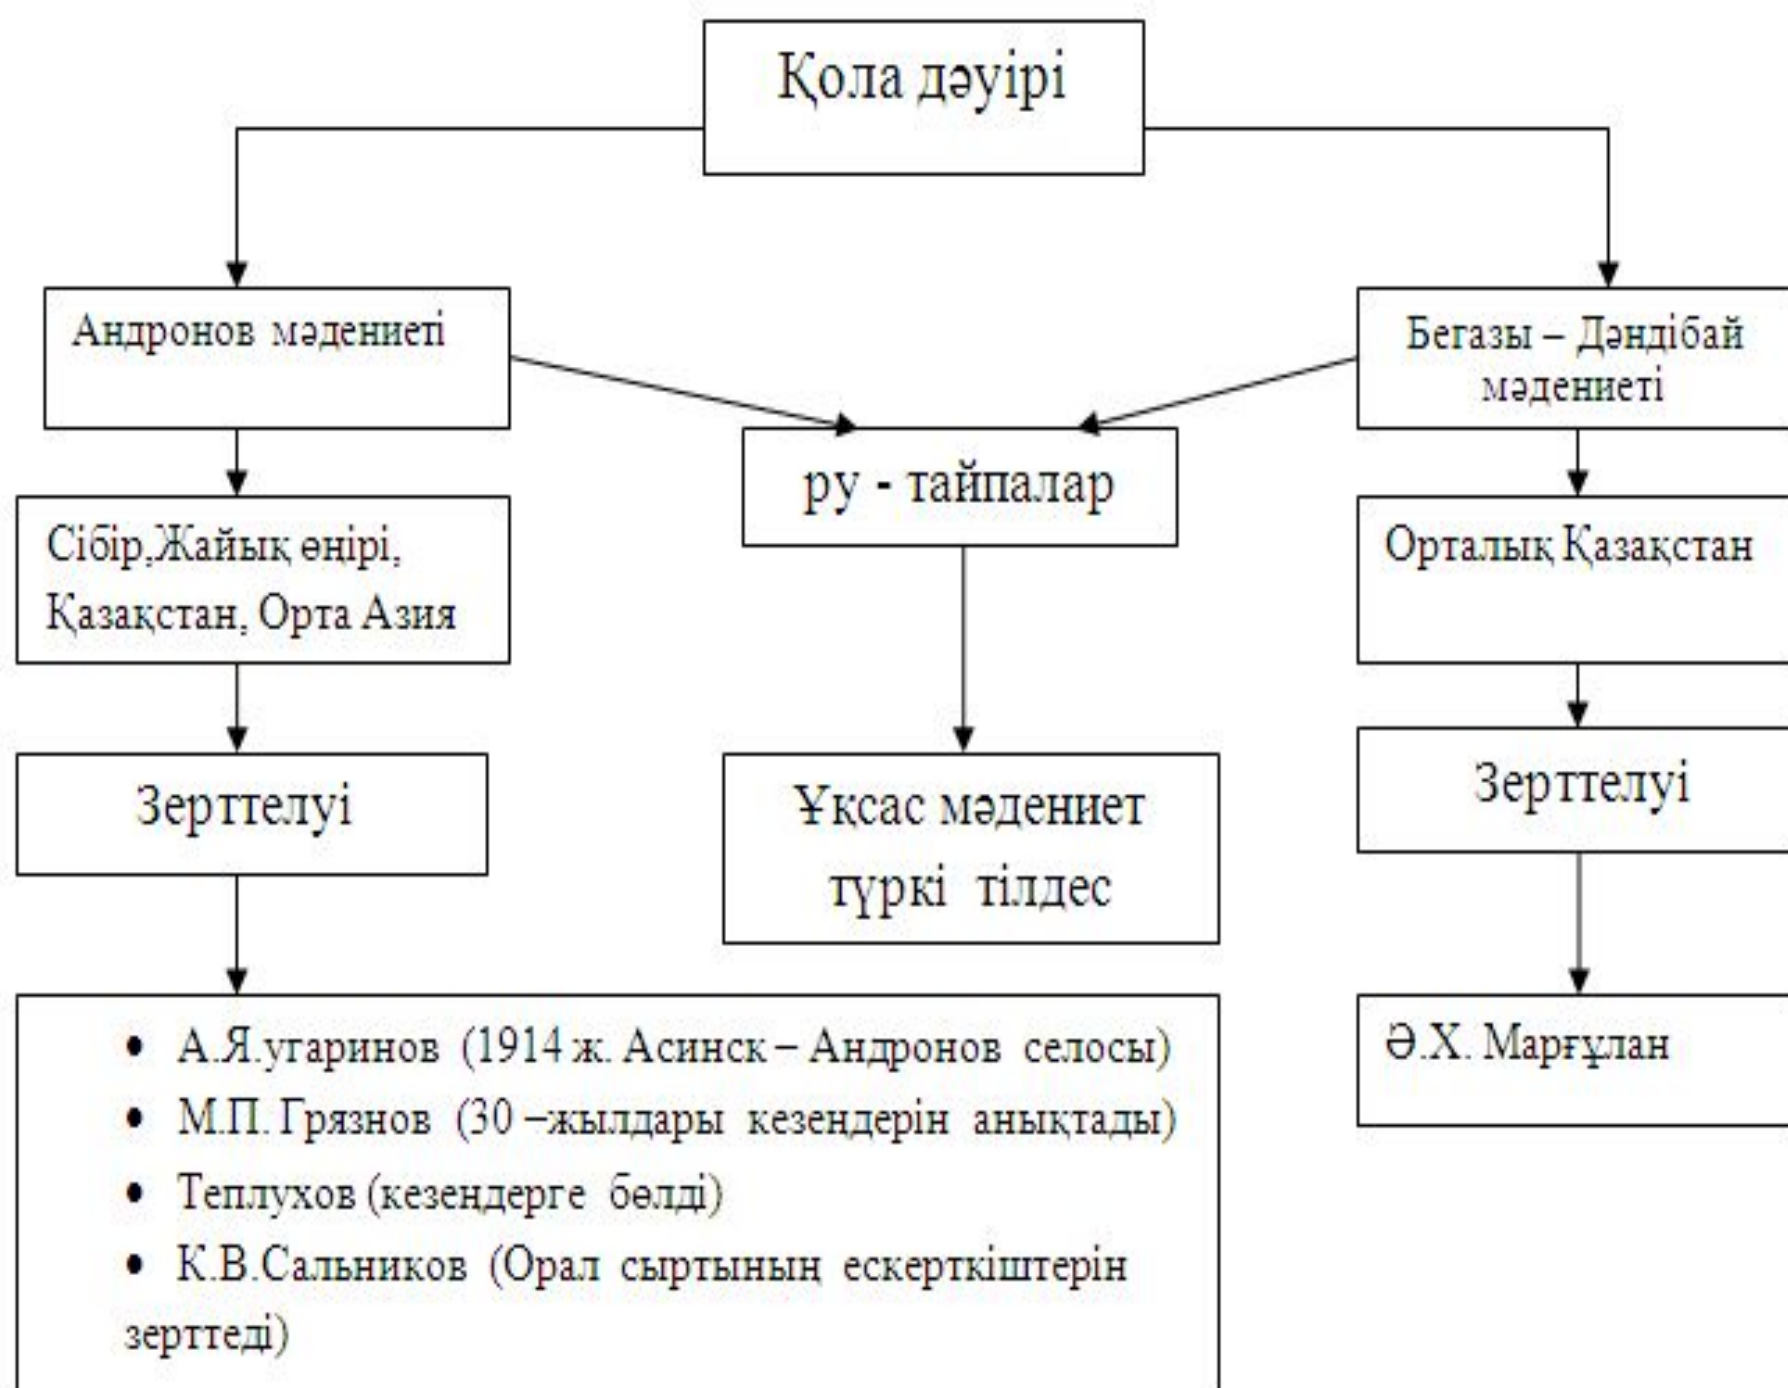 Қола дәуірі
Андронов мәдениеті
Бегазы – Дәндібай
мәдениеті
ру - тайпалар
Сібір,Жайық өңірі,
Қазақстан, Орта Азия
Орталық Қазақстан
Зерттелуі
Ұқсас мәдениет
түркі тілдес
Зерттелуі
• А.Я.угаринов (1914 ж. Асинск – Андронов селосы)
• М.П. Грязнов (30 –жылдары кезендерін анықтады)
• Теплухов (кезеңдерге бөлді)
• К.В.Сальников (Орал сыртының ескерткіштерін
зерттеді)
Ә.Х. Марғұлан